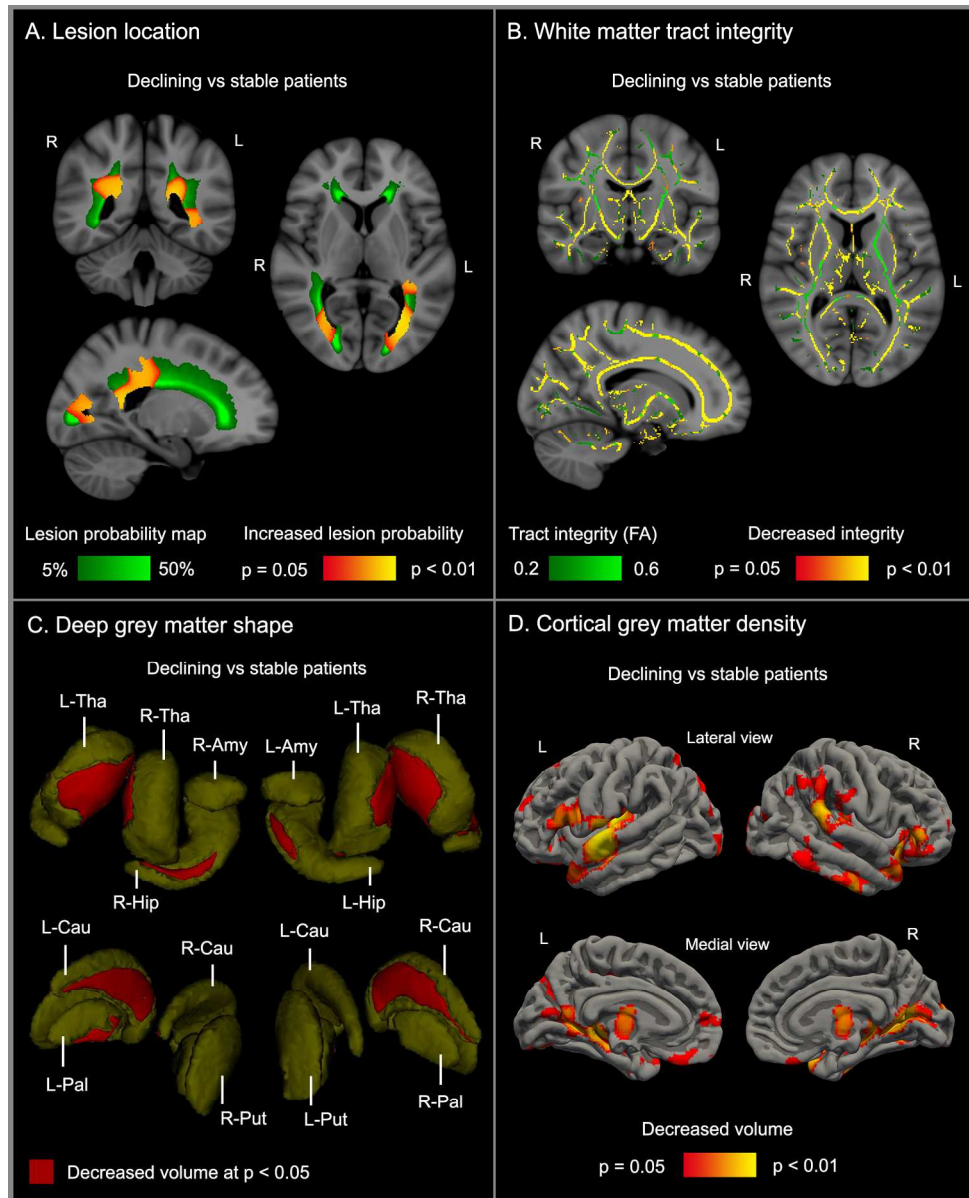 A. Lesion location
Declining vs stable patients
R
L
R
L
Lesion probability map
Increased lesion probability
5%
50%
p = 0.05
p < 0.01
B. White matter tract integrity
Declining vs stable patients
R
L
R
L
Tract integrity (FA)
Decreased integrity
0.2
0.6
p = 0.05
p < 0.01
C. Deep grey matter shape
Declining vs stable patients
L-Tha
R-Tha
R-Amy
L-Amy
L-Tha
R-Tha
R-Hip
L-Hip
L-Cau
R-Cau
L-Cau
R-Cau
L-Pal
R-Put
L-Put
R-Pal
Decreased volume at p < 0.05
D. Cortical grey matter density
Declining vs stable patients
L
Lateral view
R
L
Medial view
R
Decreased volume
p = 0.05
p < 0.01